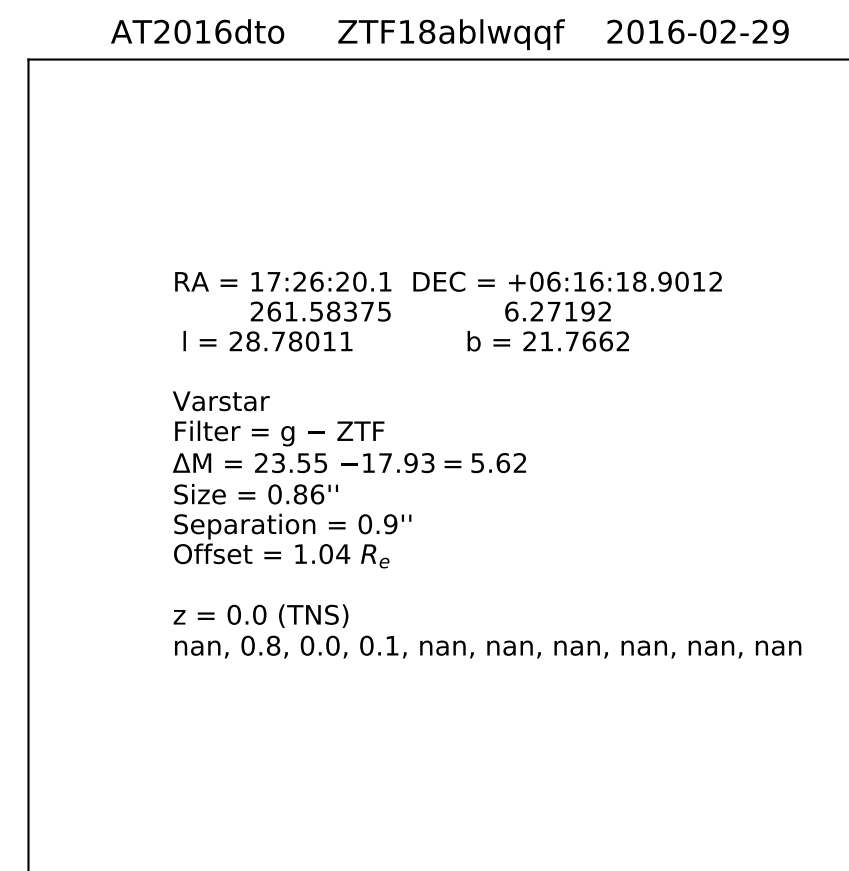 AT2016dto ZTF18ablwqqf 2016-02-29
RA = 17:26:20.1 DEC = +06:16:18.9012
261.58375 6.27192
l = 28.78011 b = 21.7662
Varstar
Filter = g − ZTF
ΔM = 23.55 −17.93 = 5.62
Size = 0.86''
Separation = 0.9''
Offset = 1.04 Rₑ
z = 0.0 (TNS)
nan, 0.8, 0.0, 0.1, nan, nan, nan, nan, nan, nan